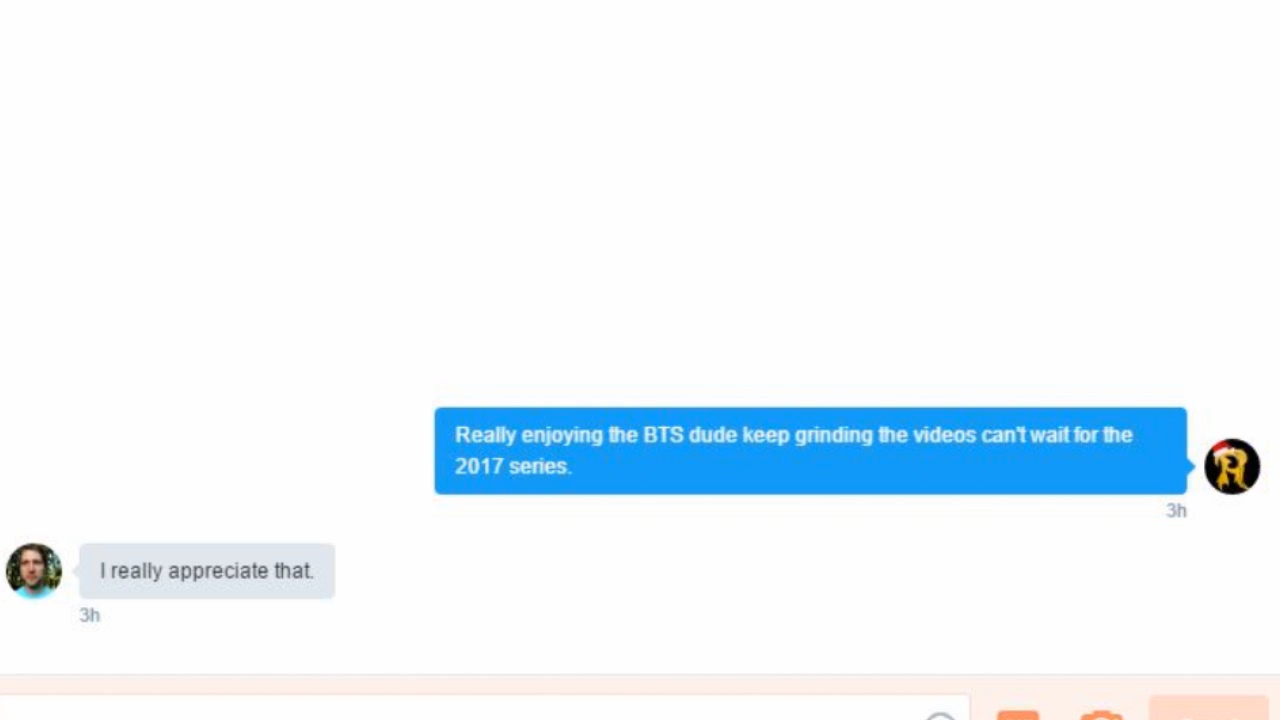 Really enjoying the BTS dude keep grinding the videos can't wait for the
2017 series.
3h
I really appreciate that.
3h